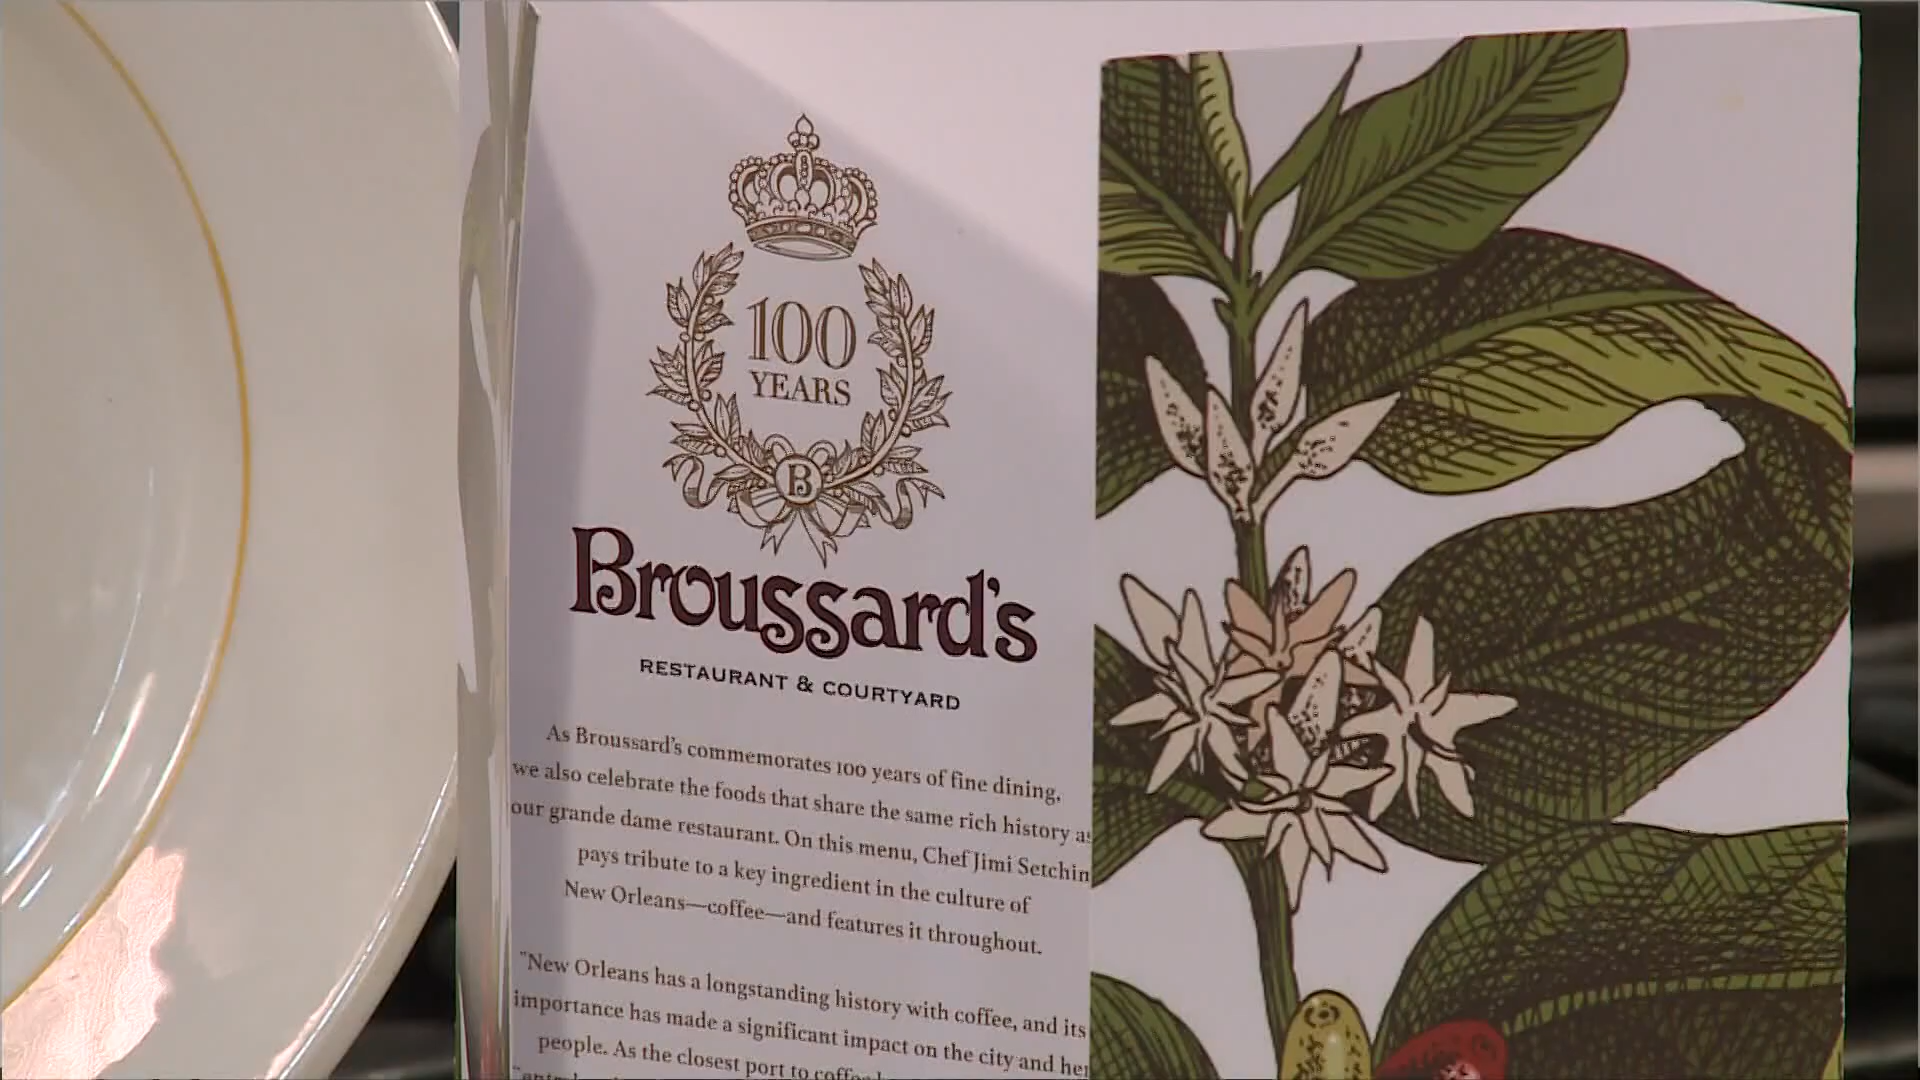 100
YEARS
B
Broussard's
RESTAURANT & COURTYARD
As Broussard's commemorates 100 years of fine dining,
we also celebrate the foods that share the same rich history as
our grande dame restaurant. On this menu, Chef Jimi Setchin
pays tribute to a key ingredient in the culture of
New Orleans—coffee—and features it throughout.
"New Orleans has a longstanding history with coffee, and its
importance has made a significant impact on the city and her
people. As the closest port to